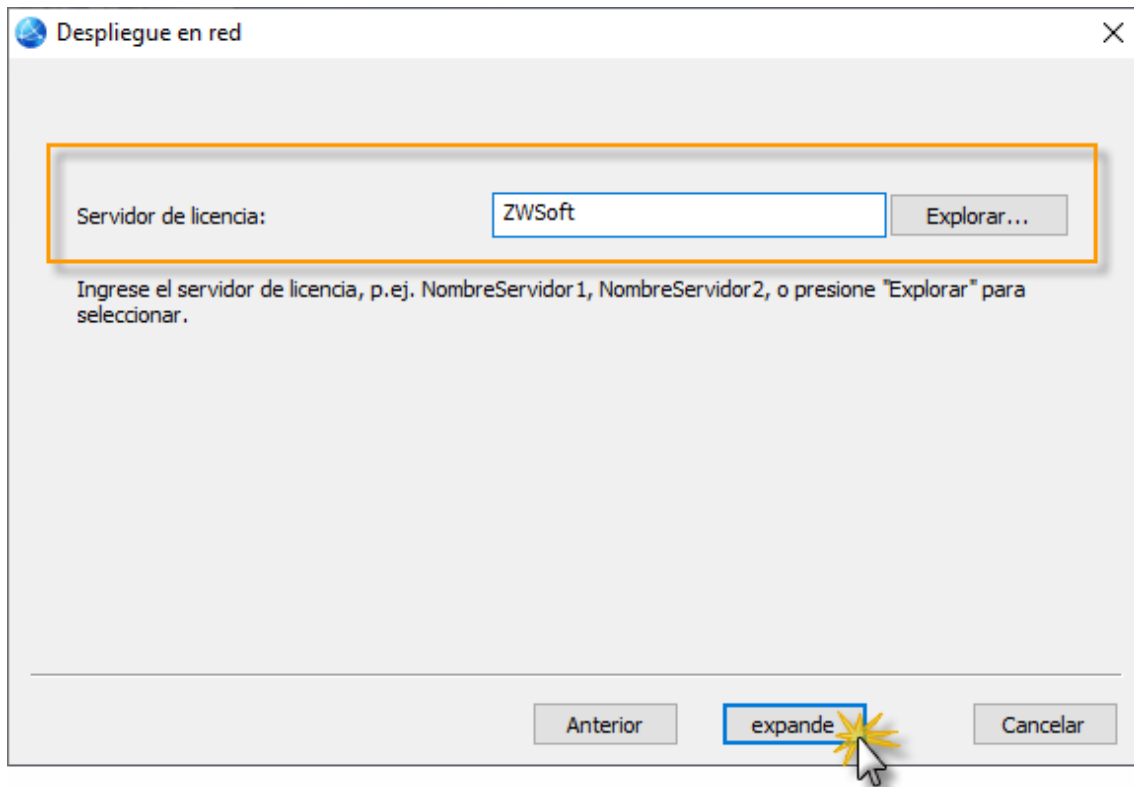 Despliegue en red
Servidor de licencia:
ZWSoft
Explorar...
Ingrese el servidor de licencia, p.ej. NombreServidor1, NombreServidor2, o presione "Explorar" para
seleccionar.
Anterior
expande
Cancelar